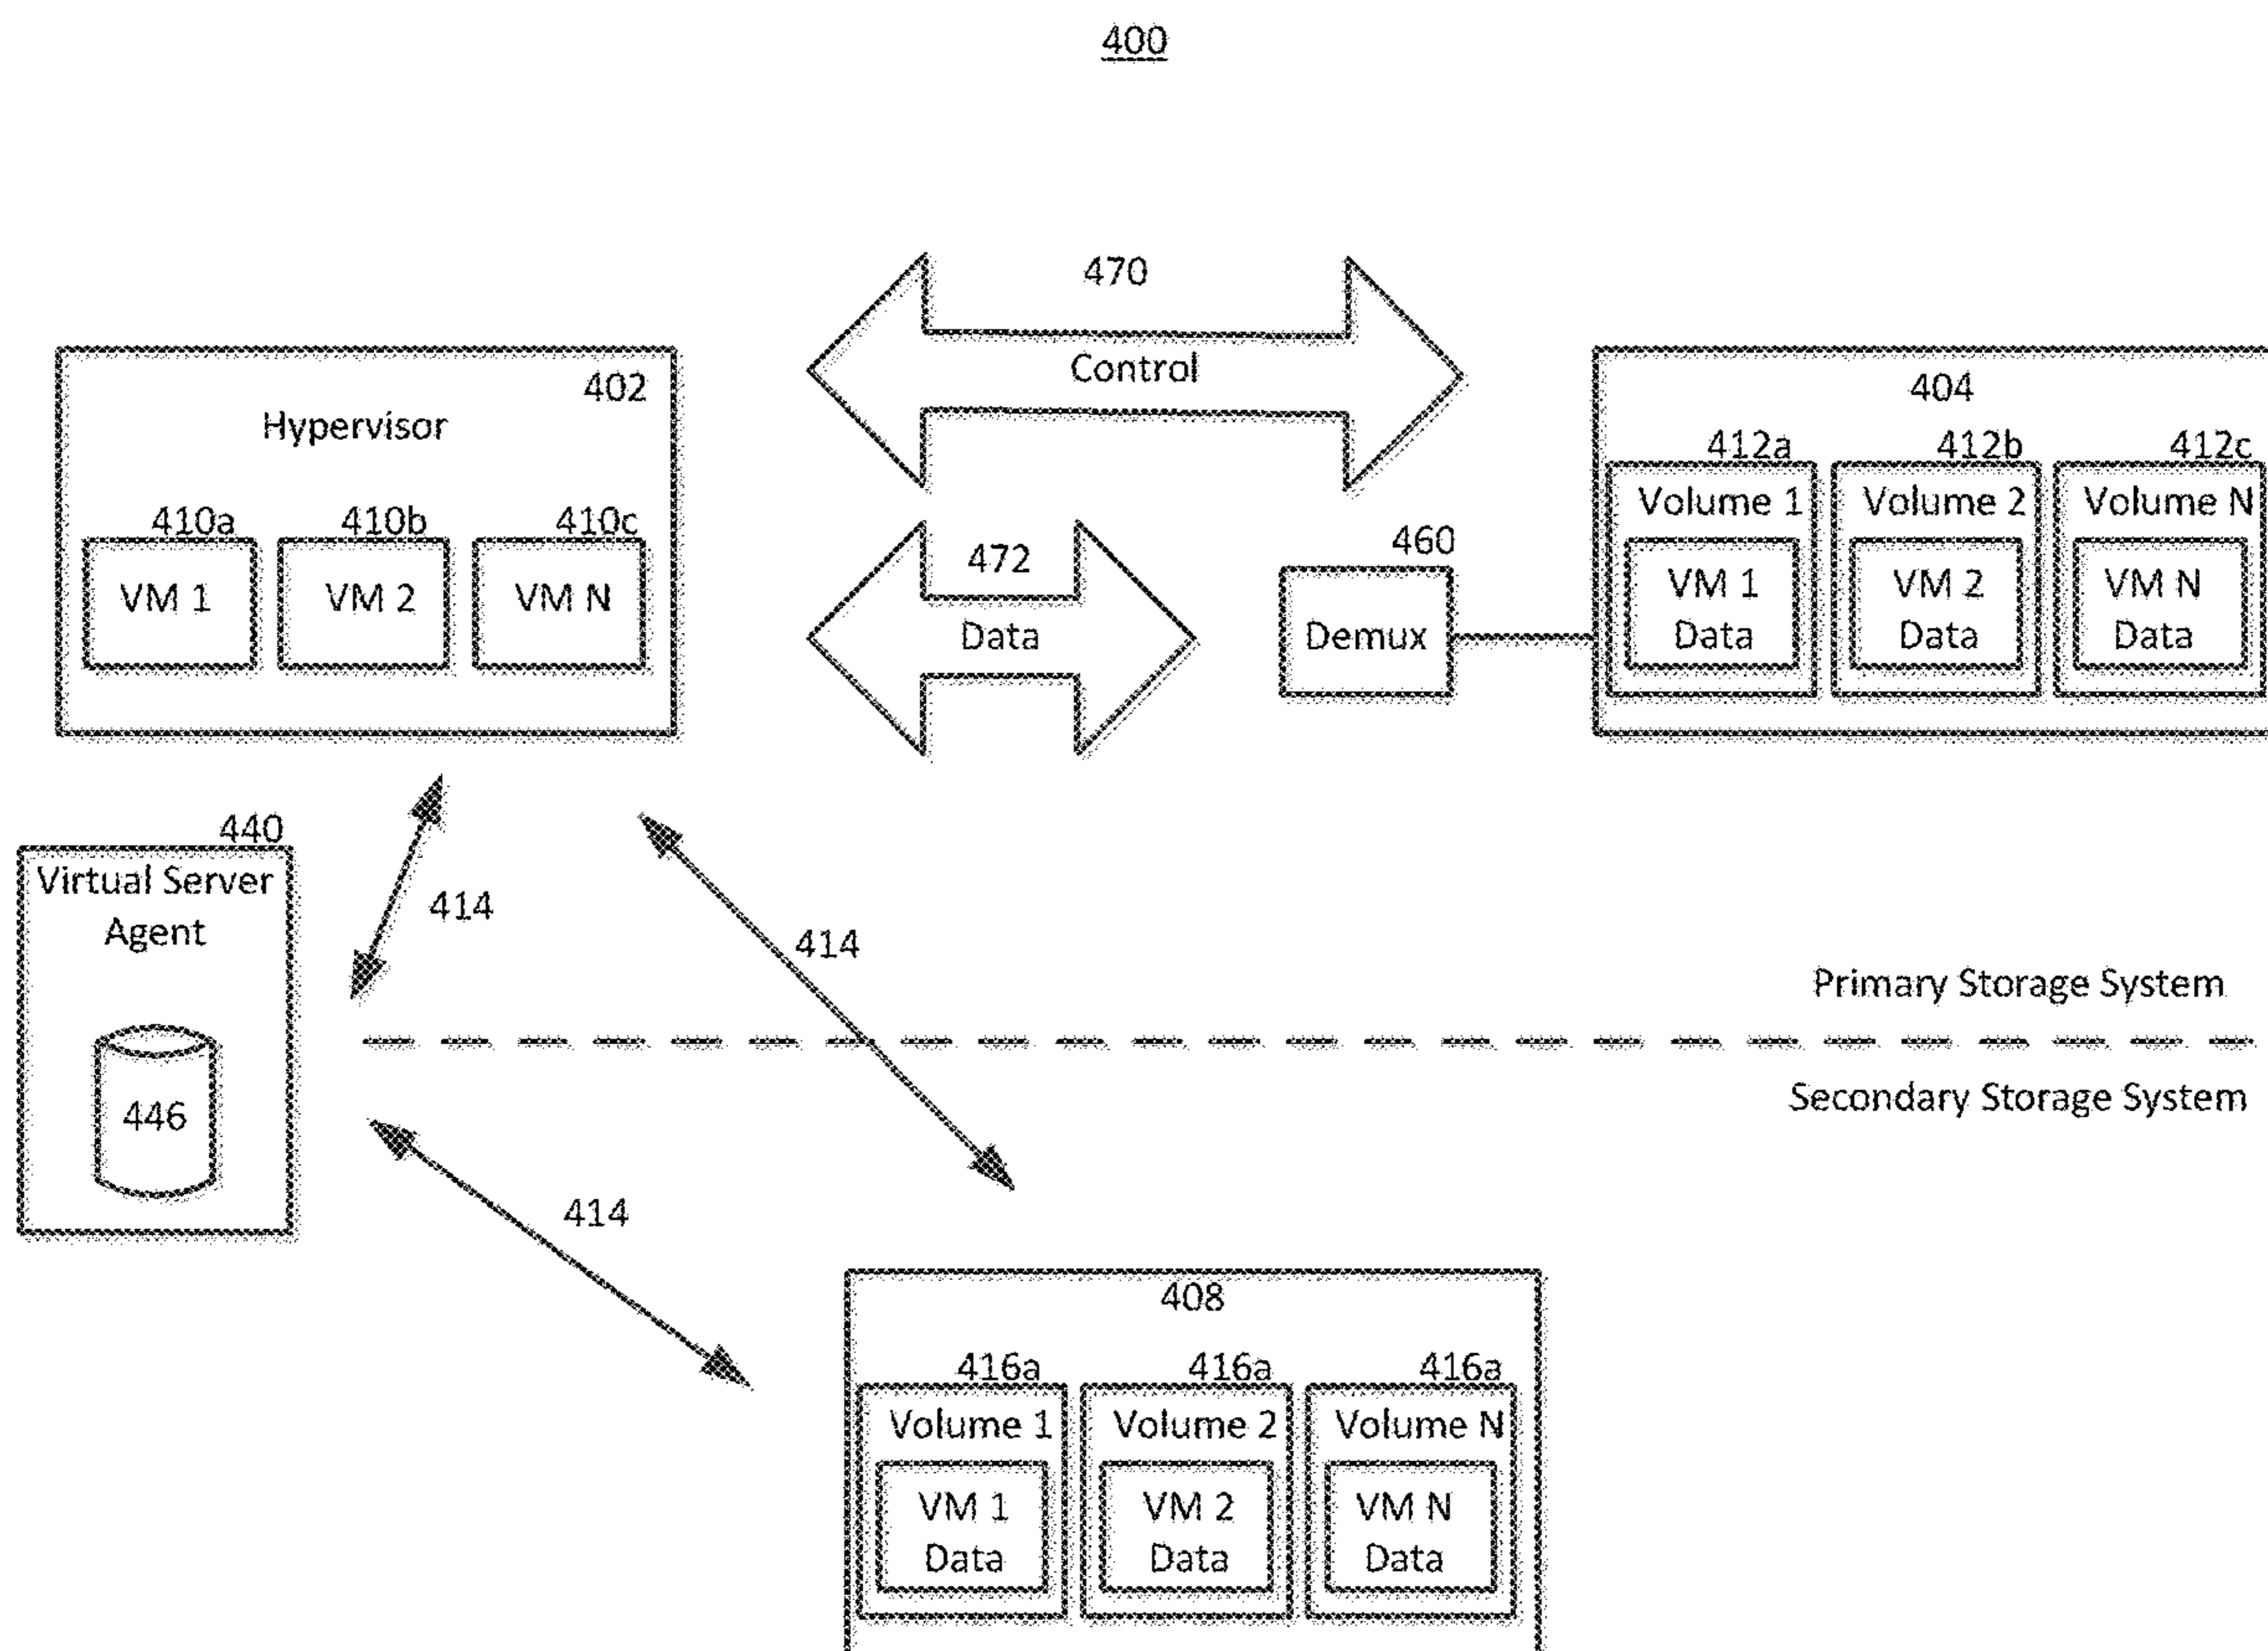 400
470
Control
402
Hypervisor
410a 410b 410c
VM 1 VM 2 VM N
472
Data
460
Demux
404
412a 412b 412c
Volume 1 Volume 2 Volume N
VM 1 VM 2 VM N
Data Data Data
440
Virtual Server
Agent
446
414
414
414
Primary Storage System
Secondary Storage System
408
416a 416a 416a
Volume 1 Volume 2 Volume N
VM 1 VM 2 VM N
Data Data Data